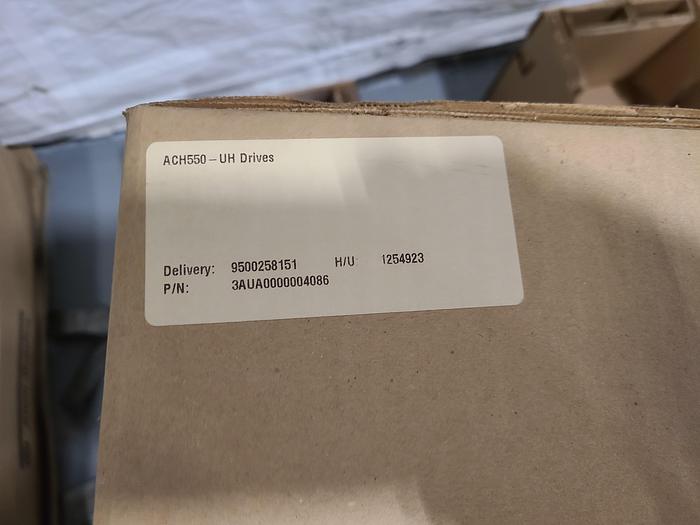 ACH550-UH Drives
Delivery: 9500258151 H/U: 1254923
P/N: 3AUA0000004086